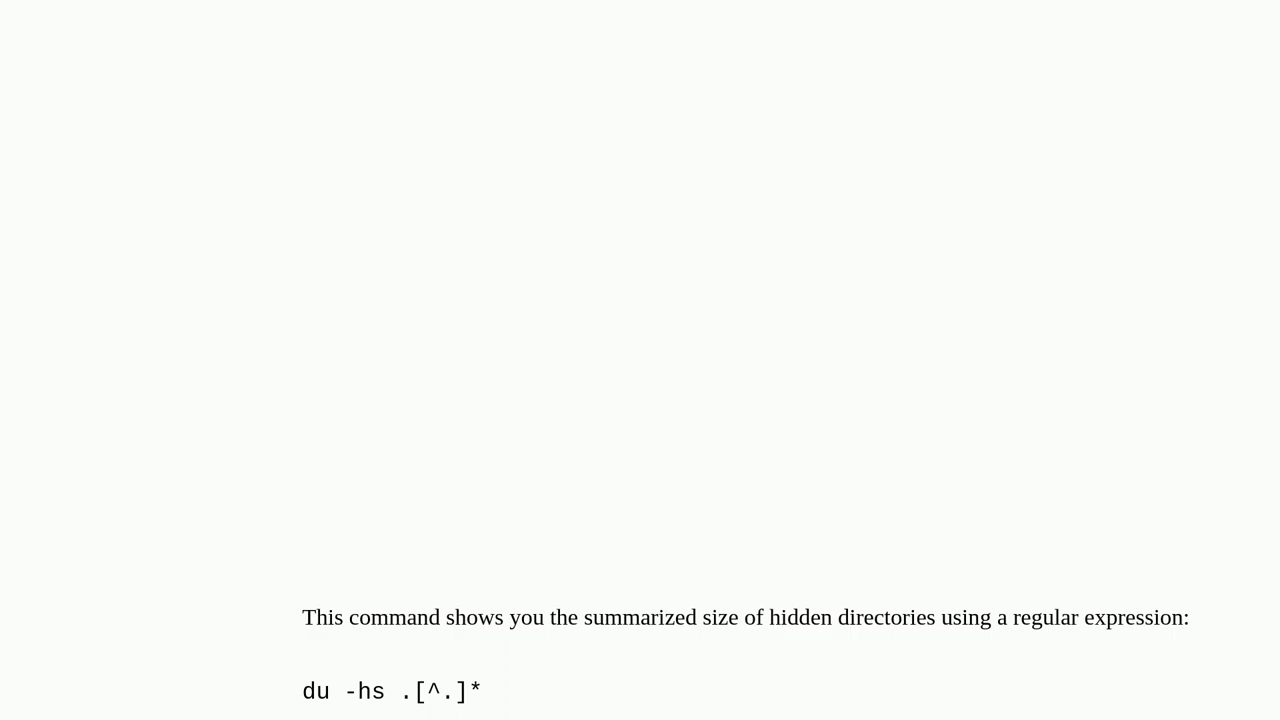 This command shows you the summarized size of hidden directories using a regular expression:
du -hs .[^.]*